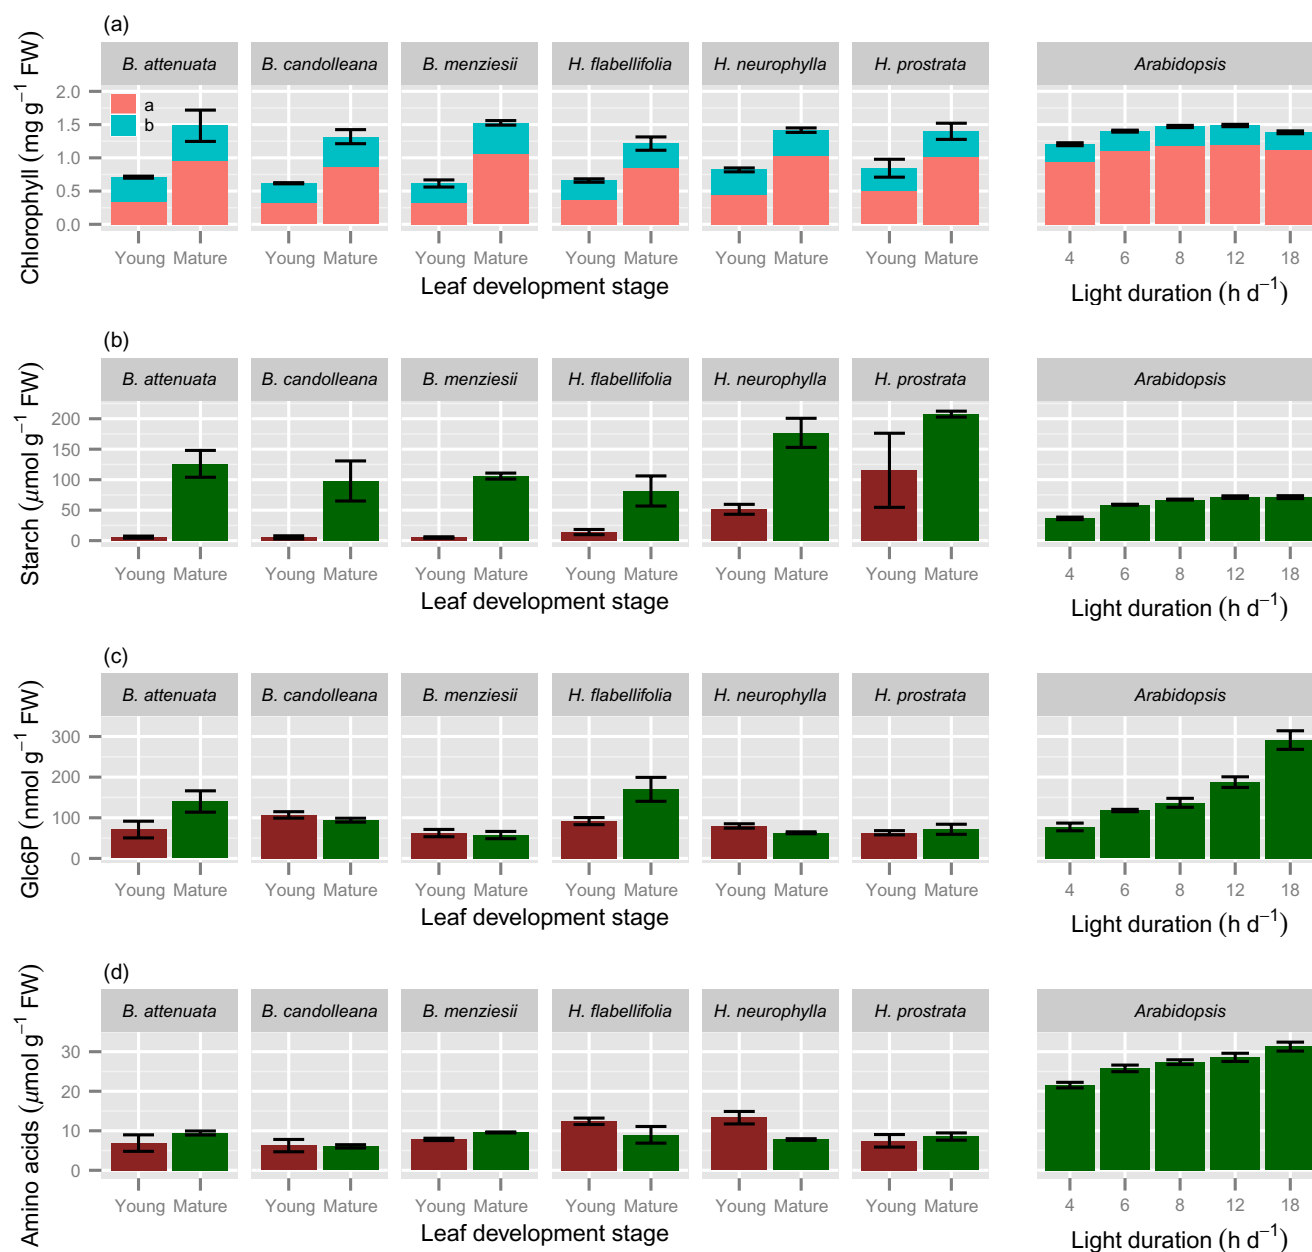 (a)
Chlorophyll (mg g⁻¹ FW)
B. attenuata B. candolleana B. menziesii H. flabellifolia H. neurophylla H. prostrata Arabidopsis
2.0
1.5
1.0
0.5
0.0
a
b
Young Mature Young Mature Young Mature Young Mature Young Mature Young Mature 4 6 8 12 18
Leaf development stage Light duration (h d⁻¹)
(b)
Starch (μmol g⁻¹ FW)
B. attenuata B. candolleana B. menziesii H. flabellifolia H. neurophylla H. prostrata Arabidopsis
200
150
100
50
0
Young Mature Young Mature Young Mature Young Mature Young Mature Young Mature 4 6 8 12 18
Leaf development stage Light duration (h d⁻¹)
(c)
Glc6P (nmol g⁻¹ FW)
B. attenuata B. candolleana B. menziesii H. flabellifolia H. neurophylla H. prostrata Arabidopsis
300
200
100
0
Young Mature Young Mature Young Mature Young Mature Young Mature Young Mature 4 6 8 12 18
Leaf development stage Light duration (h d⁻¹)
(d)
Amino acids (μmol g⁻¹ FW)
B. attenuata B. candolleana B. menziesii H. flabellifolia H. neurophylla H. prostrata Arabidopsis
30
20
10
0
Young Mature Young Mature Young Mature Young Mature Young Mature Young Mature 4 6 8 12 18
Leaf development stage Light duration (h d⁻¹)